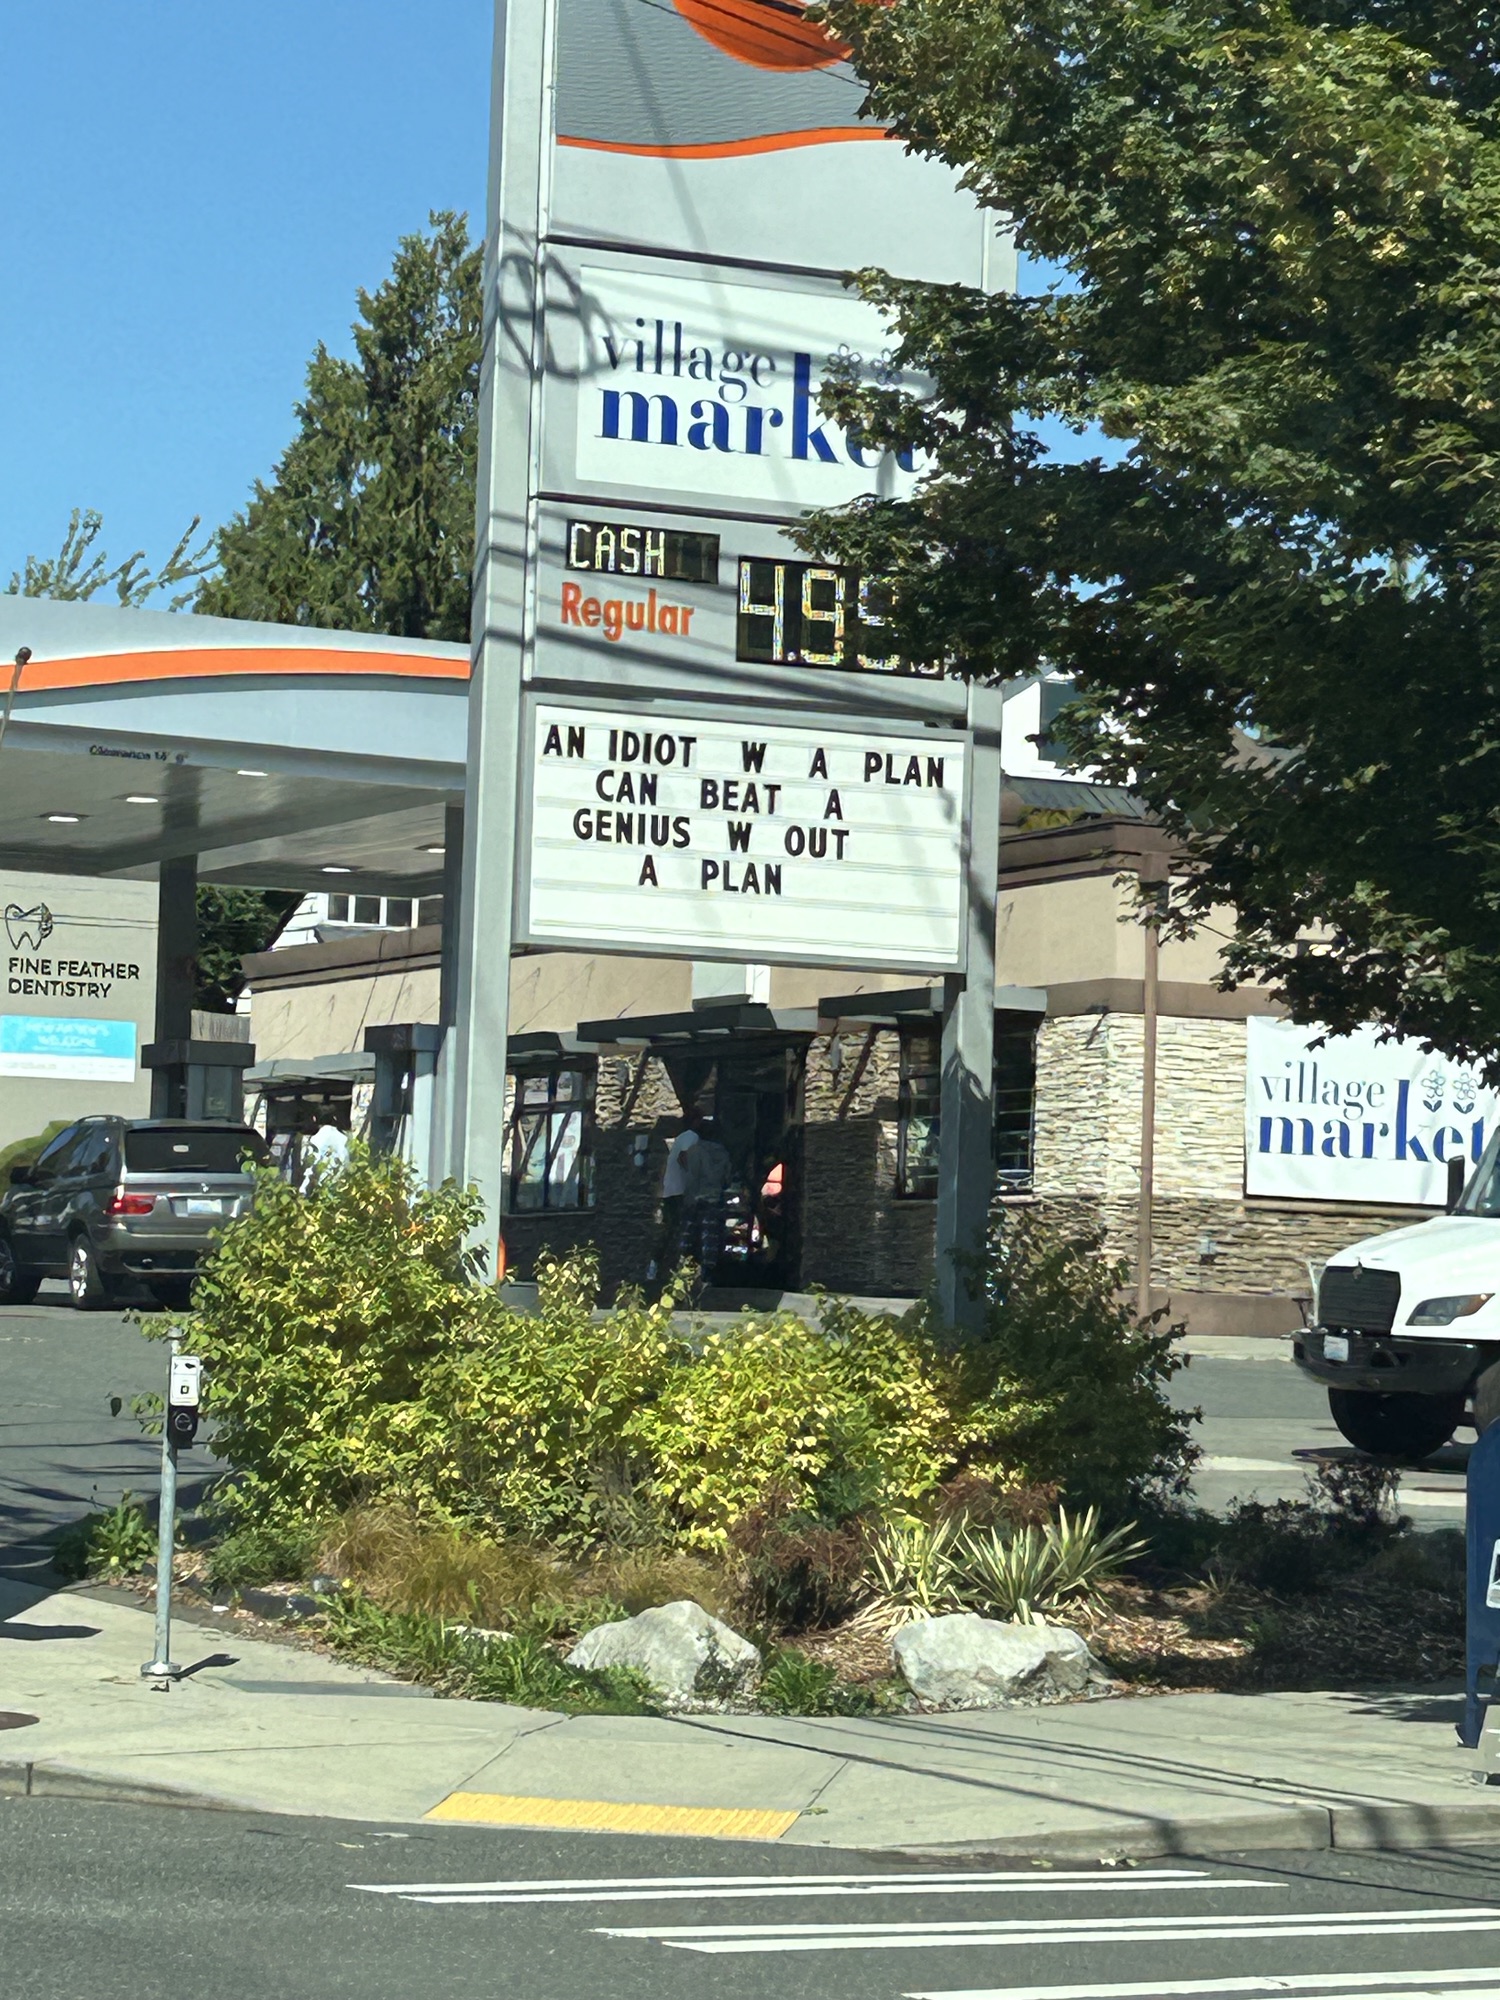 village
market
CASH
Regular
AN IDIOT W A PLAN
CAN BEAT A
GENIUS W OUT
A PLAN
FINE FEATHER
DENTISTRY
village
market